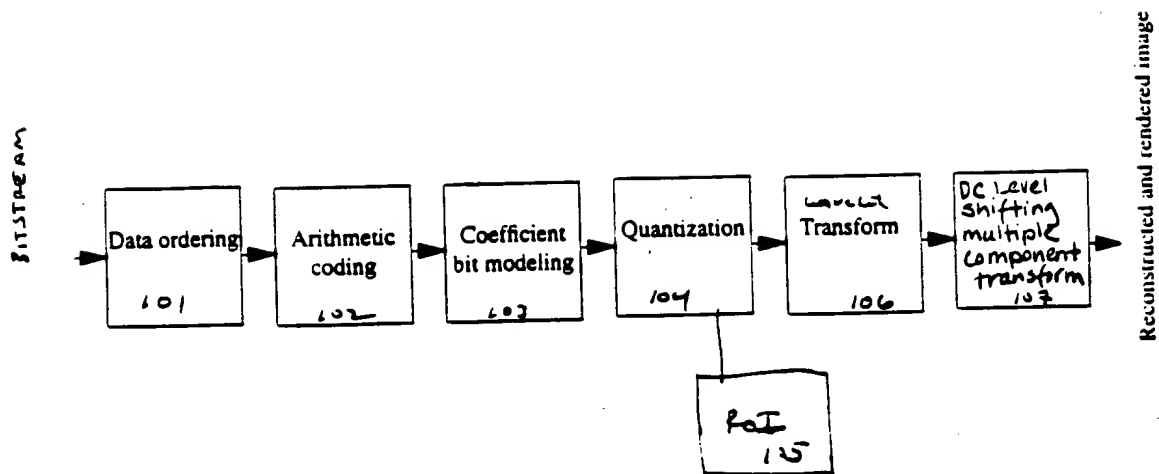 BITSTREAM
Data ordering
101
Arithmetic
coding
102
Coefficient
bit modeling
103
Quantization
104
wavelet
Transform
106
DC Level
shifting
multiple
component
transform
107
RoI
125
Reconstructed and rendered image